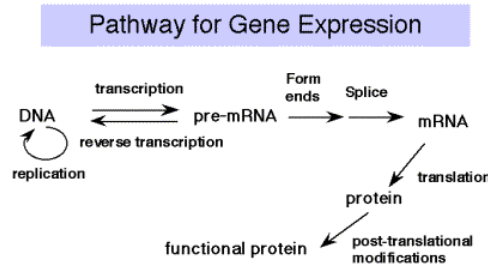 Pathway for Gene Expression
Form
ends
Splice
transcription
DNA
pre-mRNA
mRNA
reverse transcription
replication
translation
protein
post-translational
modifications
functional protein